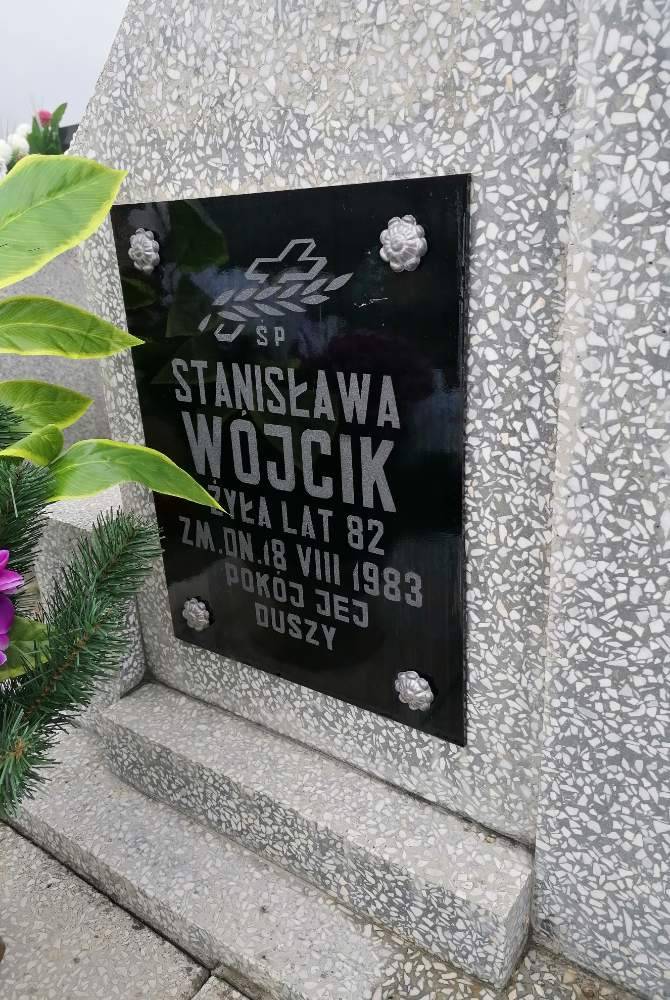 ŚP
STANISŁAWA
WÓJCIK
ŻYŁA LAT 82
ZM. DN. 18 VIII 1983
POKÓJ JEJ
DUSZY